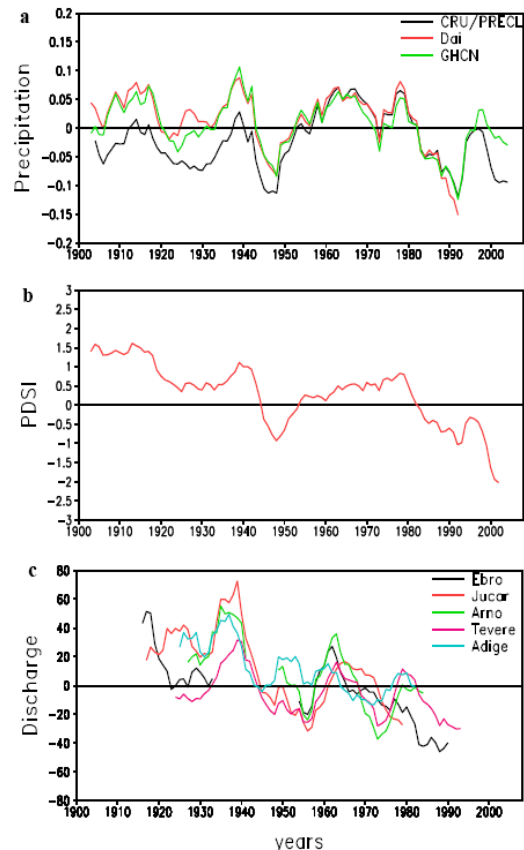 a
CRU/PRECL
Dai
GHCN
Precipitation
0.2
0.15
0.1
0.05
0
-0.05
-0.1
-0.15
-0.2
1900 1910 1920 1930 1940 1950 1960 1970 1980 1990 2000
b
PDSI
3
2.5
2
1.5
1
0.5
0
-0.5
-1
-1.5
-2
-2.5
-3
1900 1910 1920 1930 1940 1950 1960 1970 1980 1990 2000
c
Ebro
Jucar
Arno
Tevere
Adige
Discharge
80
60
40
20
0
-20
-40
-60
-80
1900 1910 1920 1930 1940 1950 1960 1970 1980 1990 2000
years